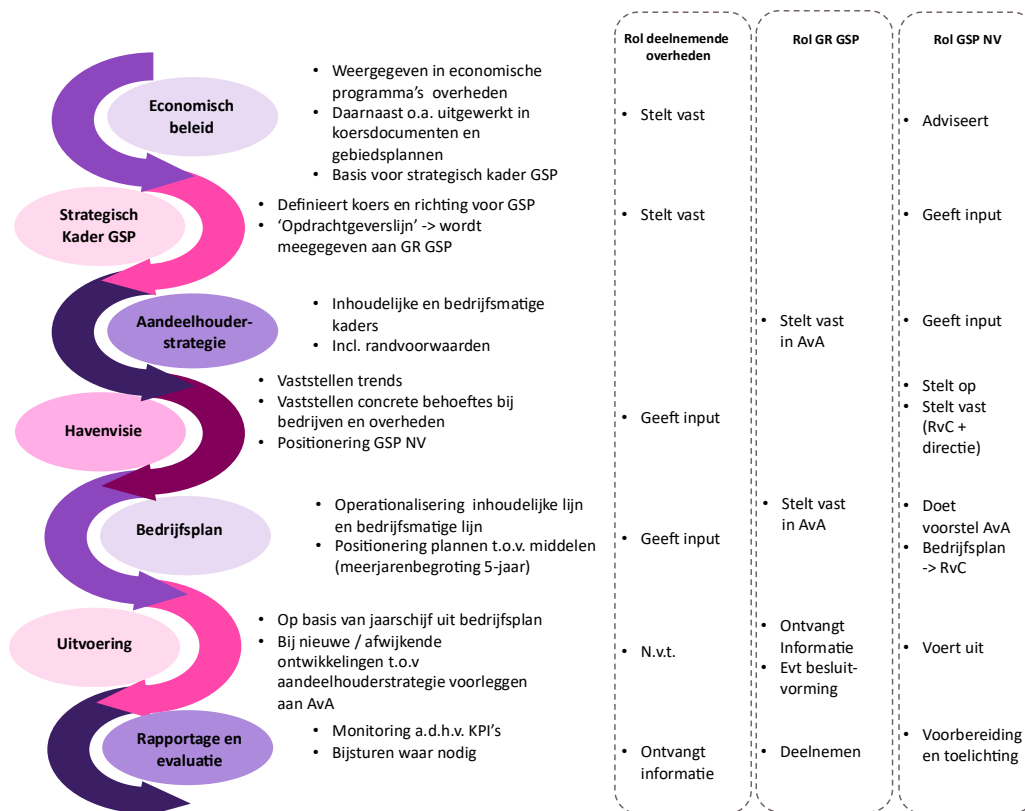 Rol deelnemende
overheden
Rol GR GSP
Rol GSP NV
Economisch
beleid
• Weergegeven in economische
programma's overheden
• Daarnaast o.a. uitgewerkt in
koersdocumenten en
gebiedsplannen
• Basis voor strategisch kader GSP
• Stelt vast
• Adviseert
Strategisch
Kader GSP
• Definieert koers en richting voor GSP
• ‘Opdrachtgeverslijn’ -> wordt
meegegeven aan GR GSP
• Stelt vast
• Geeft input
Aandeelhouder-
strategie
• Inhoudelijke en bedrijfsmatige
kaders
• Incl. randvoorwaarden
• Stelt vast
in AvA
• Geeft input
Havenvisie
• Vaststellen trends
• Vaststellen concrete behoeftes bij
bedrijven en overheden
• Positionering GSP NV
• Geeft input
• Stelt op
• Stelt vast
(RvC +
directie)
Bedrijfsplan
• Operationalisering inhoudelijke lijn
en bedrijfsmatige lijn
• Positionering plannen t.o.v. middelen
(meerjarenbegroting 5-jaar)
• Geeft input
• Stelt vast
in AvA
• Doet
voorstel AvA
• Bedrijfsplan
-> RvC
Uitvoering
• Op basis van jaarschijf uit bedrijfsplan
• Bij nieuwe / afwijkende
ontwikkelingen t.o.v
aandeelhouderstrategie voorleggen
aan AvA
• N.v.t.
• Ontvangt
Informatie
• Evt besluit-
vorming
• Voert uit
Rapportage en
evaluatie
• Monitoring a.d.h.v. KPI's
• Bijsturen waar nodig
• Ontvangt
informatie
• Deelnemen
• Voorbereiding
en toelichting